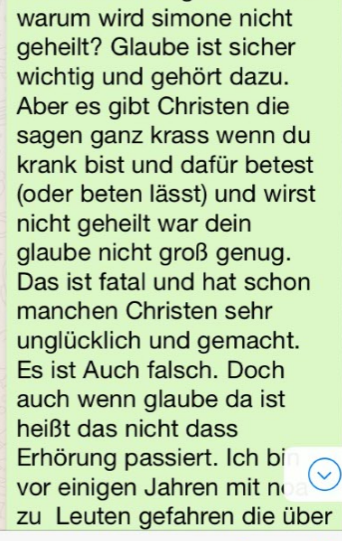 warum wird simone nicht
geheilt? Glaube ist sicher
wichtig und gehört dazu.
Aber es gibt Christen die
sagen ganz krass wenn du
krank bist und dafür betest
(oder beten lässt) und wirst
nicht geheilt war dein
glaube nicht groß genug.
Das ist fatal und hat schon
manchen Christen sehr
unglücklich und gemacht.
Es ist Auch falsch. Doch
auch wenn glaube da ist
heißt das nicht dass
Erhörung passiert. Ich bin
vor einigen Jahren mit
zu Leuten gefahren die über